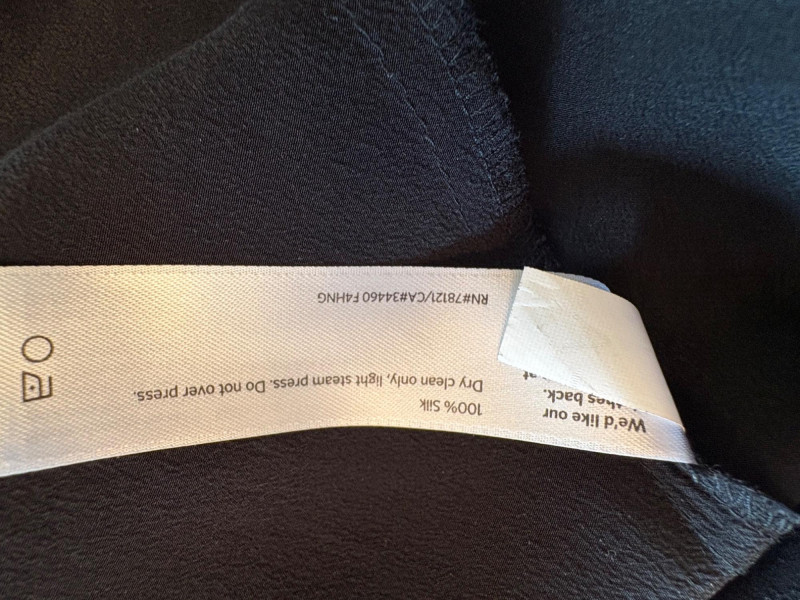 We'd like our
back.
at
100% Silk
Dry clean only, light steam press. Do not over press.
RN#78121/CA#34460 F4HNG